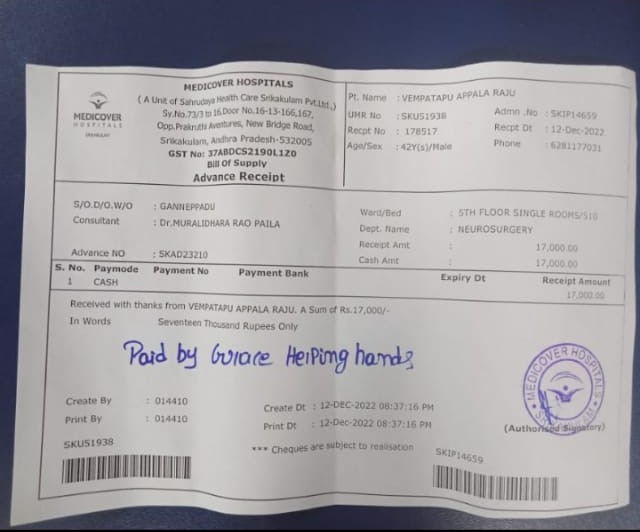 MEDICOVER
HOSPITALS
SRIKAKULAM
MEDICOVER HOSPITALS
( A Unit of Sahrudaya Health Care Srikakulam Pvt.Ltd.,)
Sy.No.73/3 to 16,Door No.16-13-166,167,
Opp.Prakruthi Aventures, New Bridge Road,
Srikakulam, Andhra Pradesh-532005
GST No: 37ABDCS2190L1Z0
Bill Of Supply
Advance Receipt
Pt. Name : VEMPATAPU APPALA RAJU
UMR No : SKU51938 Admn .No : SKIP14659
Recpt No : 178517 Recpt Dt : 12-Dec-2022
Age/Sex : 42Y(s)/Male Phone : 6281177031
S/O.D/O.W/O : GANNEPPADU Ward/Bed : 5TH FLOOR SINGLE ROOMS/510
Consultant : Dr.MURALIDHARA RAO PAILA Dept. Name : NEUROSURGERY
Receipt Amt : 17,000.00
Advance NO : SKAD23210 Cash Amt : 17,000.00
S. No. Paymode Payment No Payment Bank Expiry Dt Receipt Amount
1 CASH 17,000.00
Received with thanks from VEMPATAPU APPALA RAJU. A Sum of Rs.17,000/-
In Words Seventeen Thousand Rupees Only
Paid by Grace Helping hands
MEDICOVER HOSPITALS
Create By : 014410 Create Dt : 12-DEC-2022 08:37:16 PM
Print By : 014410 Print Dt : 12-Dec-2022 08:37:16 PM
(Authorised Signatory)
SKU51938 *** Cheques are subject to realisation SKIP14659